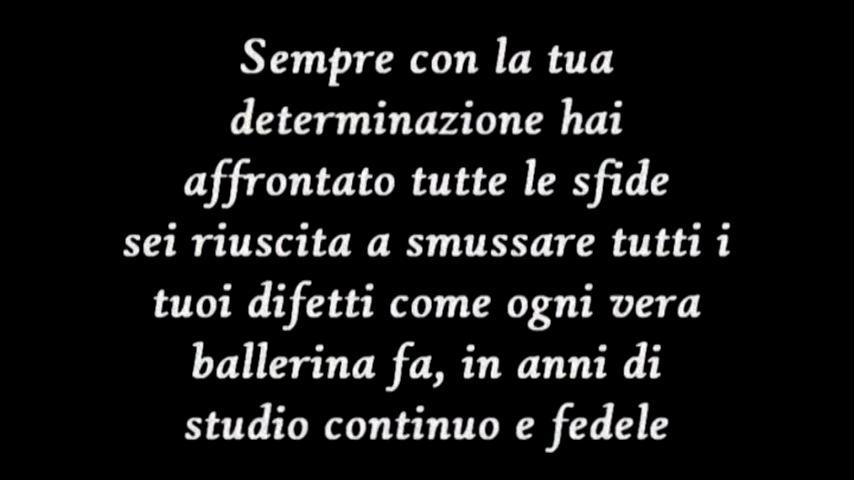 Sempre con la tua
determinazione hai
affrontato tutte le sfide
sei riuscita a smussare tutti i
tuoi difetti come ogni vera
ballerina fa, in anni di
studio continuo e fedele